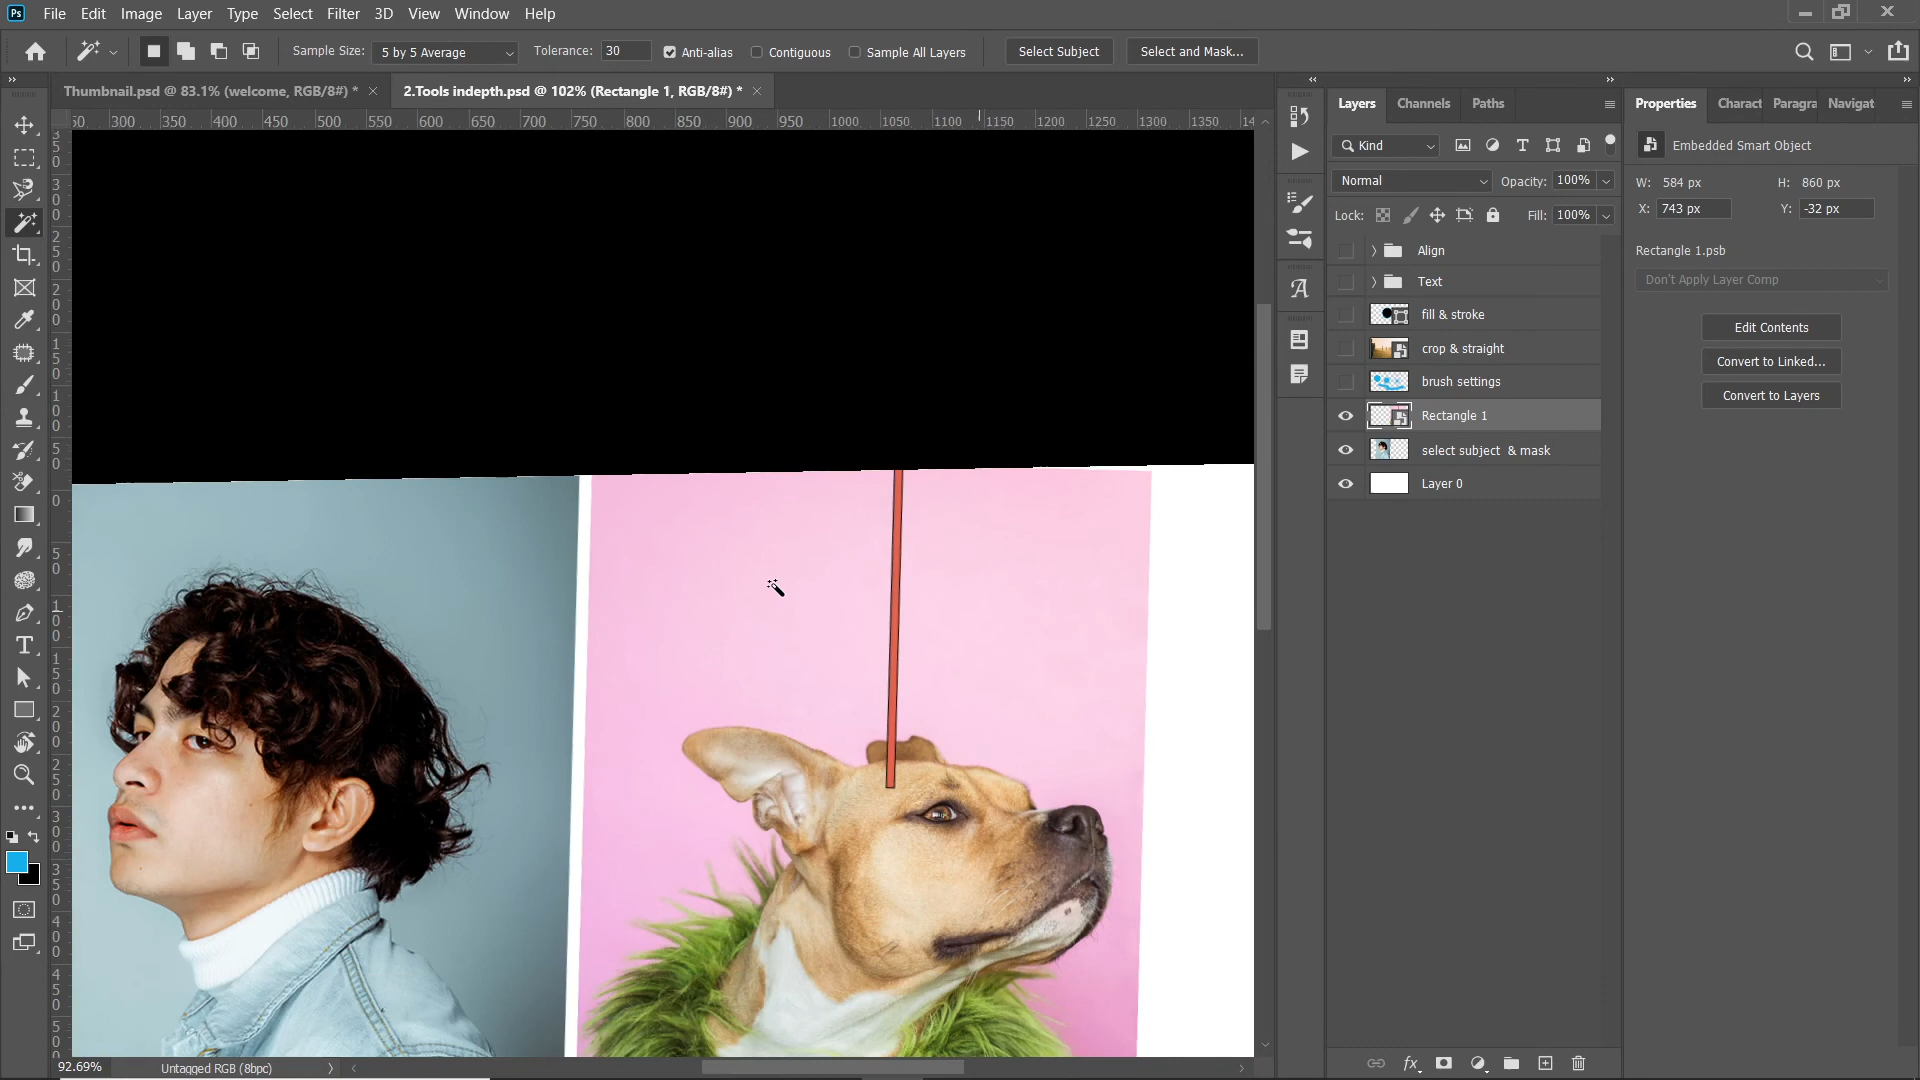 Ps File Edit Image Layer Type Select Filter 3D View Window Help
Sample Size: 5 by 5 Average Tolerance: 30 Anti-alias Contiguous Sample All Layers Select Subject Select and Mask...
Thumbnail.psd @ 83.1% (welcome, RGB/8#) * 2.Tools indepth.psd @ 102% (Rectangle 1, RGB/8#) *
300 350 400 450 500 550 600 650 700 750 800 850 900 950 1000 1050 1100 1150 1200 1250 1300 1350
Layers Channels Paths
Kind
Normal Opacity: 100%
Lock: Fill: 100%
Align
Text
fill & stroke
crop & straight
brush settings
Rectangle 1
select subject & mask
Layer 0
Properties Charact Paragra Navigat
Embedded Smart Object
W: 584 px H: 860 px
X: 743 px Y: -32 px
Rectangle 1.psb
Don't Apply Layer Comp
Edit Contents
Convert to Linked...
Convert to Layers
92.69% Untagged RGB (8bpc)